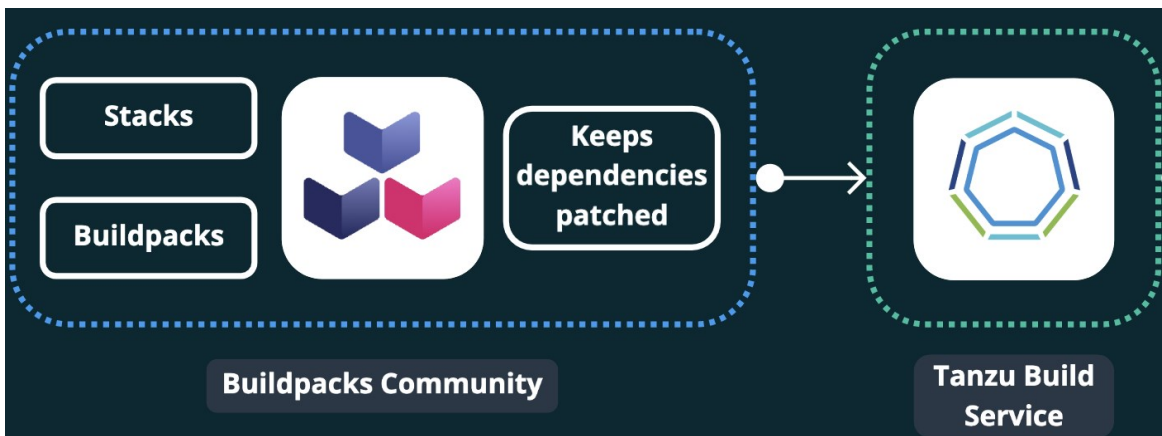 Stacks
Buildpacks
Keeps
dependencies
patched
Buildpacks Community
Tanzu Build
Service